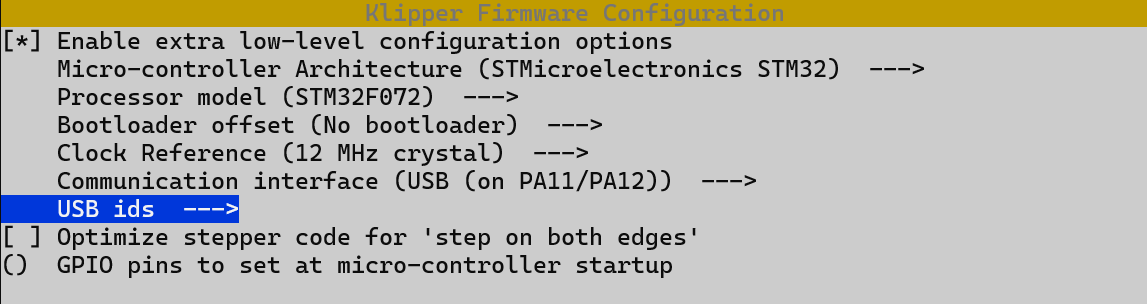 Klipper Firmware Configuration
[*] Enable extra low-level configuration options
Micro-controller Architecture (STMicroelectronics STM32)  --->
Processor model (STM32F072)  --->
Bootloader offset (No bootloader)  --->
Clock Reference (12 MHz crystal)  --->
Communication interface (USB (on PA11/PA12))  --->
USB ids  --->
[ ] Optimize stepper code for 'step on both edges'
()  GPIO pins to set at micro-controller startup